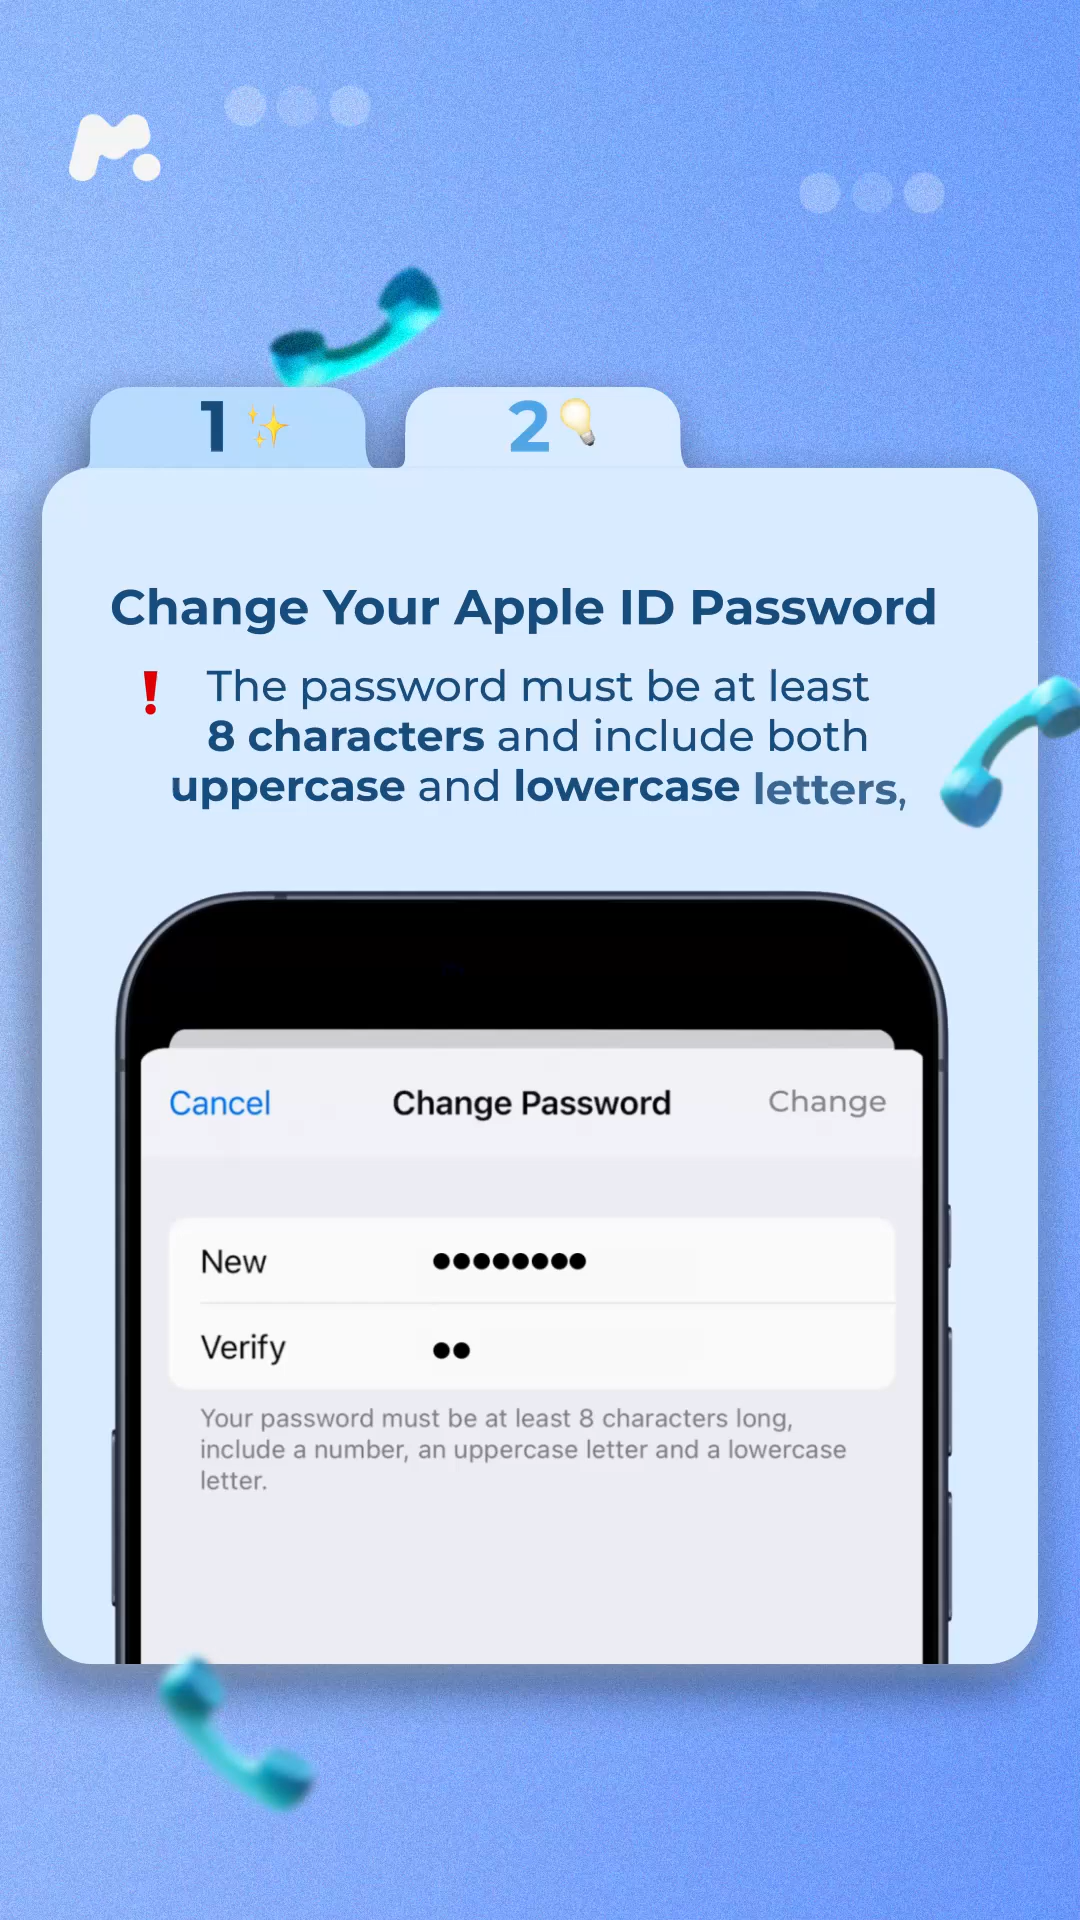 1
2
Change Your Apple ID Password
The password must be at least
8 characters and include both
uppercase and lowercase letters,
Cancel Change Password Change
New ●●●●●●●●
Verify ●●
Your password must be at least 8 characters long,
include a number, an uppercase letter and a lowercase
letter.